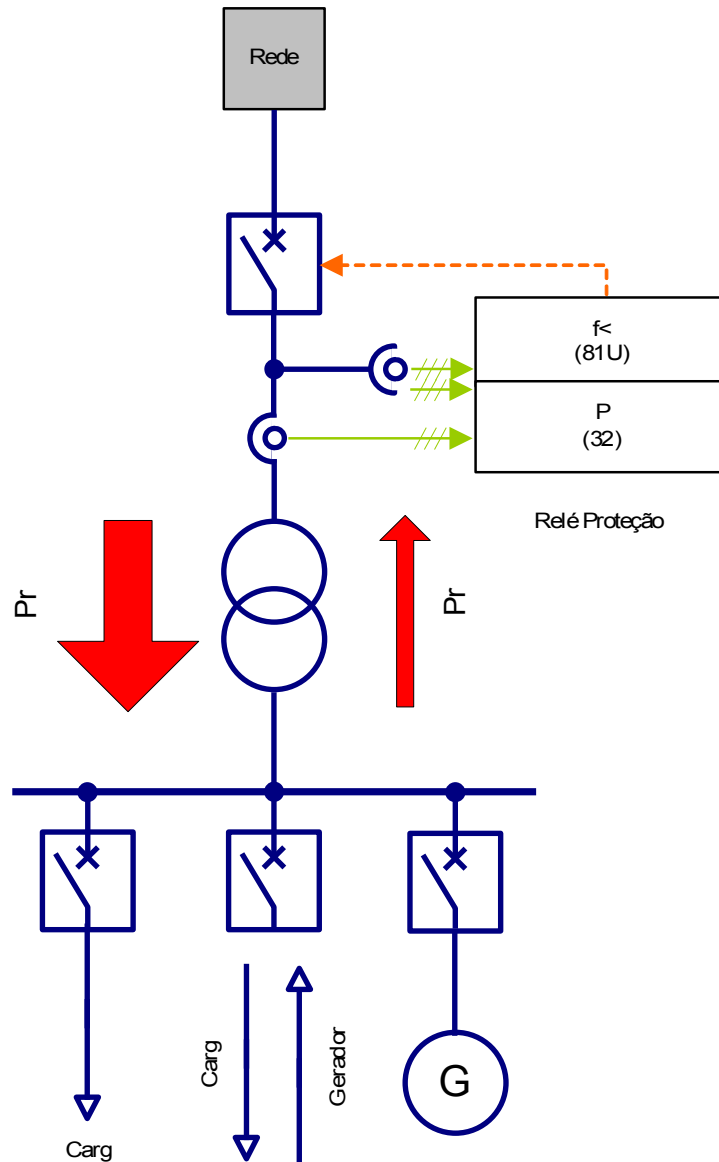 Rede
f<
(81U)
P
(32)
Relé Proteção
Pr
Pr
Carg
Gerador
G
Carg